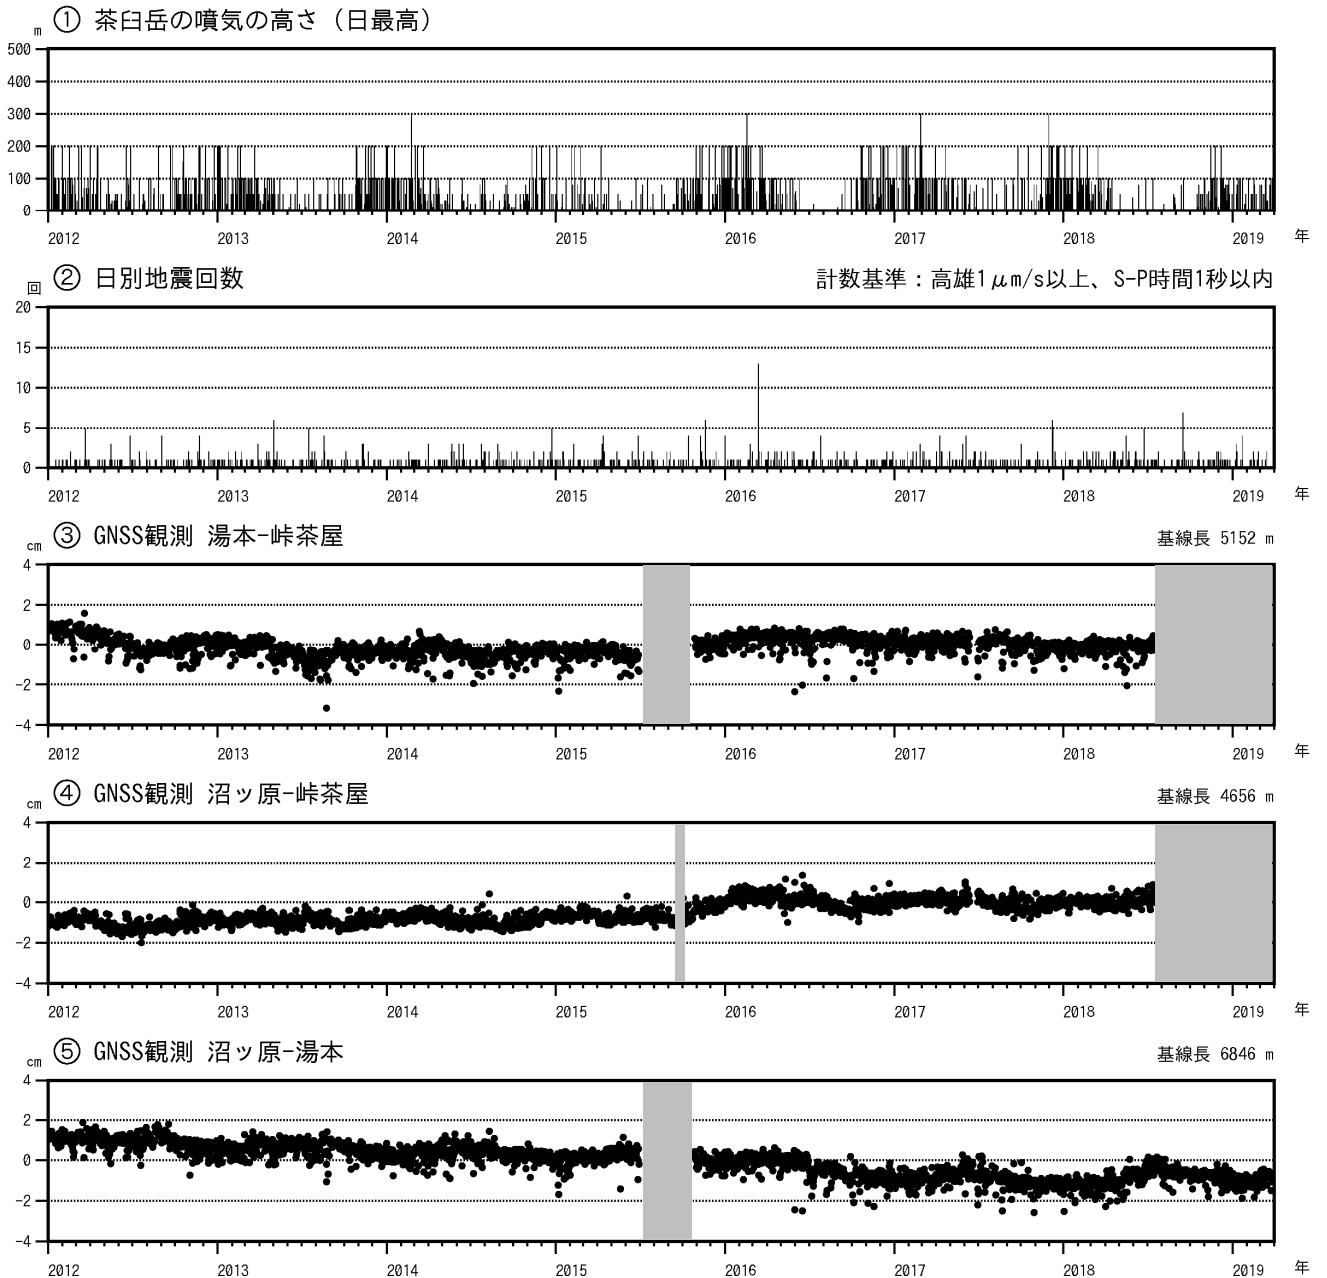 ① 茶臼岳の噴気の高さ（日最高）
m
500
400
300
200
100
0
2012 2013 2014 2015 2016 2017 2018 2019 年
② 日別地震回数 計数基準：高雄1μm/s以上、S-P時間1秒以内
回
20
15
10
5
0
2012 2013 2014 2015 2016 2017 2018 2019 年
③ GNSS観測 湯本-峠茶屋 基線長 5152 m
cm
4
2
0
-2
-4
2012 2013 2014 2015 2016 2017 2018 2019 年
④ GNSS観測 沼ッ原-峠茶屋 基線長 4656 m
cm
4
2
0
-2
-4
2012 2013 2014 2015 2016 2017 2018 2019 年
⑤ GNSS観測 沼ッ原-湯本 基線長 6846 m
cm
4
2
0
-2
-4
2012 2013 2014 2015 2016 2017 2018 2019 年